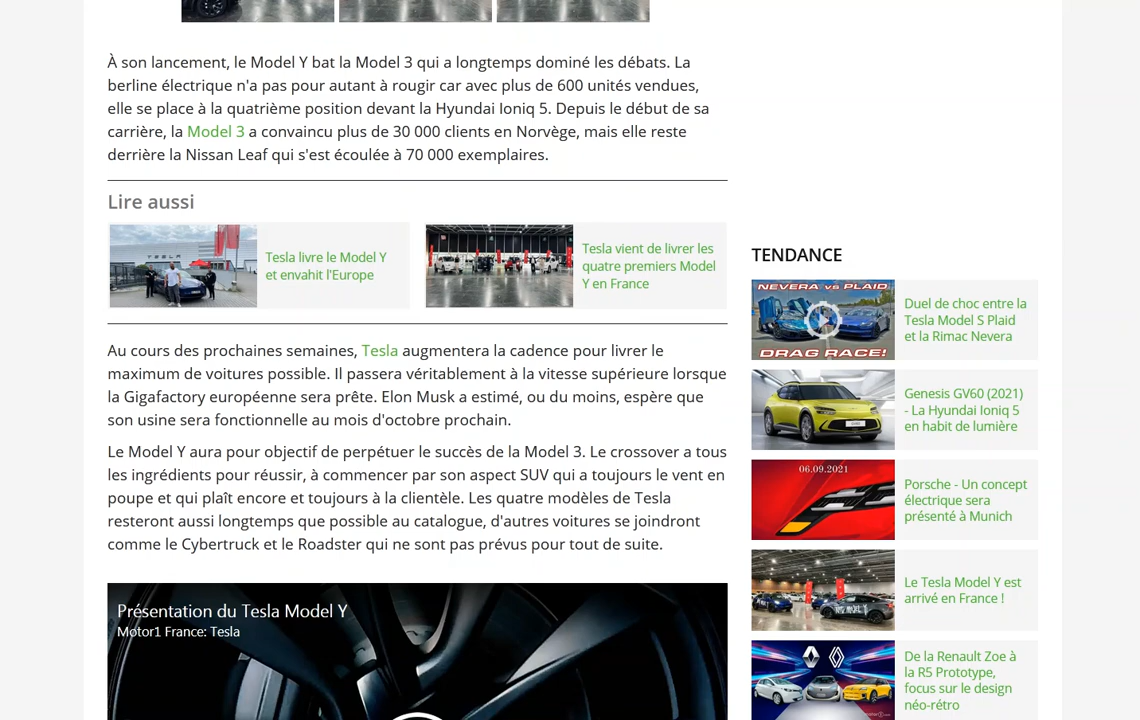 À son lancement, le Model Y bat la Model 3 qui a longtemps dominé les débats. La
berline électrique n'a pas pour autant à rougir car avec plus de 600 unités vendues,
elle se place à la quatrième position devant la Hyundai Ioniq 5. Depuis le début de sa
carrière, la Model 3 a convaincu plus de 30 000 clients en Norvège, mais elle reste
derrière la Nissan Leaf qui s'est écoulée à 70 000 exemplaires.
Lire aussi
TESLA
Tesla livre le Model Y
et envahit l'Europe
Tesla vient de livrer les
quatre premiers Model
Y en France
Au cours des prochaines semaines, Tesla augmentera la cadence pour livrer le
maximum de voitures possible. Il passera véritablement à la vitesse supérieure lorsque
la Gigafactory européenne sera prête. Elon Musk a estimé, ou du moins, espère que
son usine sera fonctionnelle au mois d'octobre prochain.
Le Model Y aura pour objectif de perpétuer le succès de la Model 3. Le crossover a tous
les ingrédients pour réussir, à commencer par son aspect SUV qui a toujours le vent en
poupe et qui plaît encore et toujours à la clientèle. Les quatre modèles de Tesla
resteront aussi longtemps que possible au catalogue, d'autres voitures se joindront
comme le Cybertruck et le Roadster qui ne sont pas prévus pour tout de suite.
Présentation du Tesla Model Y
Motor1 France: Tesla
TENDANCE
NEVERA vs PLAID
DRAG RACE!
Duel de choc entre la
Tesla Model S Plaid
et la Rimac Nevera
Genesis GV60 (2021)
- La Hyundai Ioniq 5
en habit de lumière
06.09.2021
Porsche - Un concept
électrique sera
présenté à Munich
Le Tesla Model Y est
arrivé en France !
De la Renault Zoe à
la R5 Prototype,
focus sur le design
néo-rétro